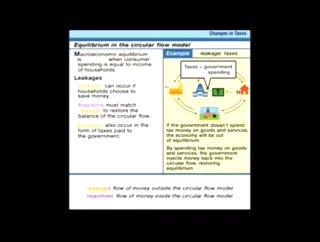 Changes in Taxes
Equilibrium in the circular flow model
Macroeconomic equilibrium
is when consumer
spending is equal to income
of households.
Leakages
can occur if
households choose to
save money.
Injections must match
to restore the
balance of the circular flow.
also occur in the
form of taxes paid to
the government.
Example
leakage: taxes
Taxes = government
spending
If the government doesn't spend
tax money on goods and services,
the economy will be out
of equilibrium.
By spending tax money on goods
and services, the government
injects money back into the
circular flow, restoring
equilibrium
leakage: flow of money outside the circular flow model
injection: flow of money inside the circular flow model